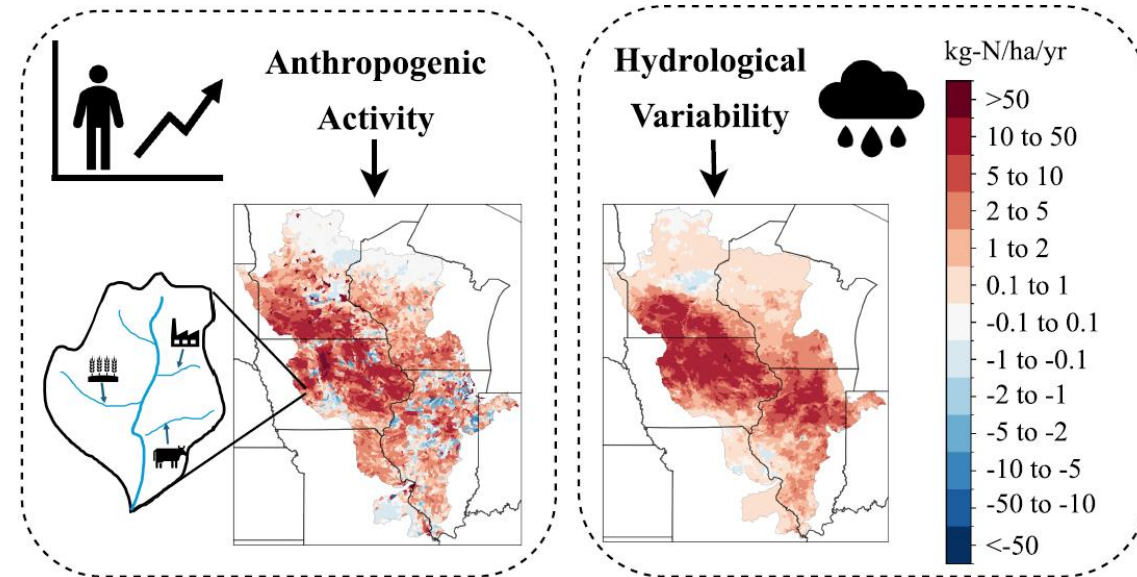 Anthropogenic
Activity
Hydrological
Variability
kg-N/ha/yr
>50
10 to 50
5 to 10
2 to 5
1 to 2
0.1 to 1
-0.1 to 0.1
-1 to -0.1
-2 to -1
-5 to -2
-10 to -5
-50 to -10
<-50